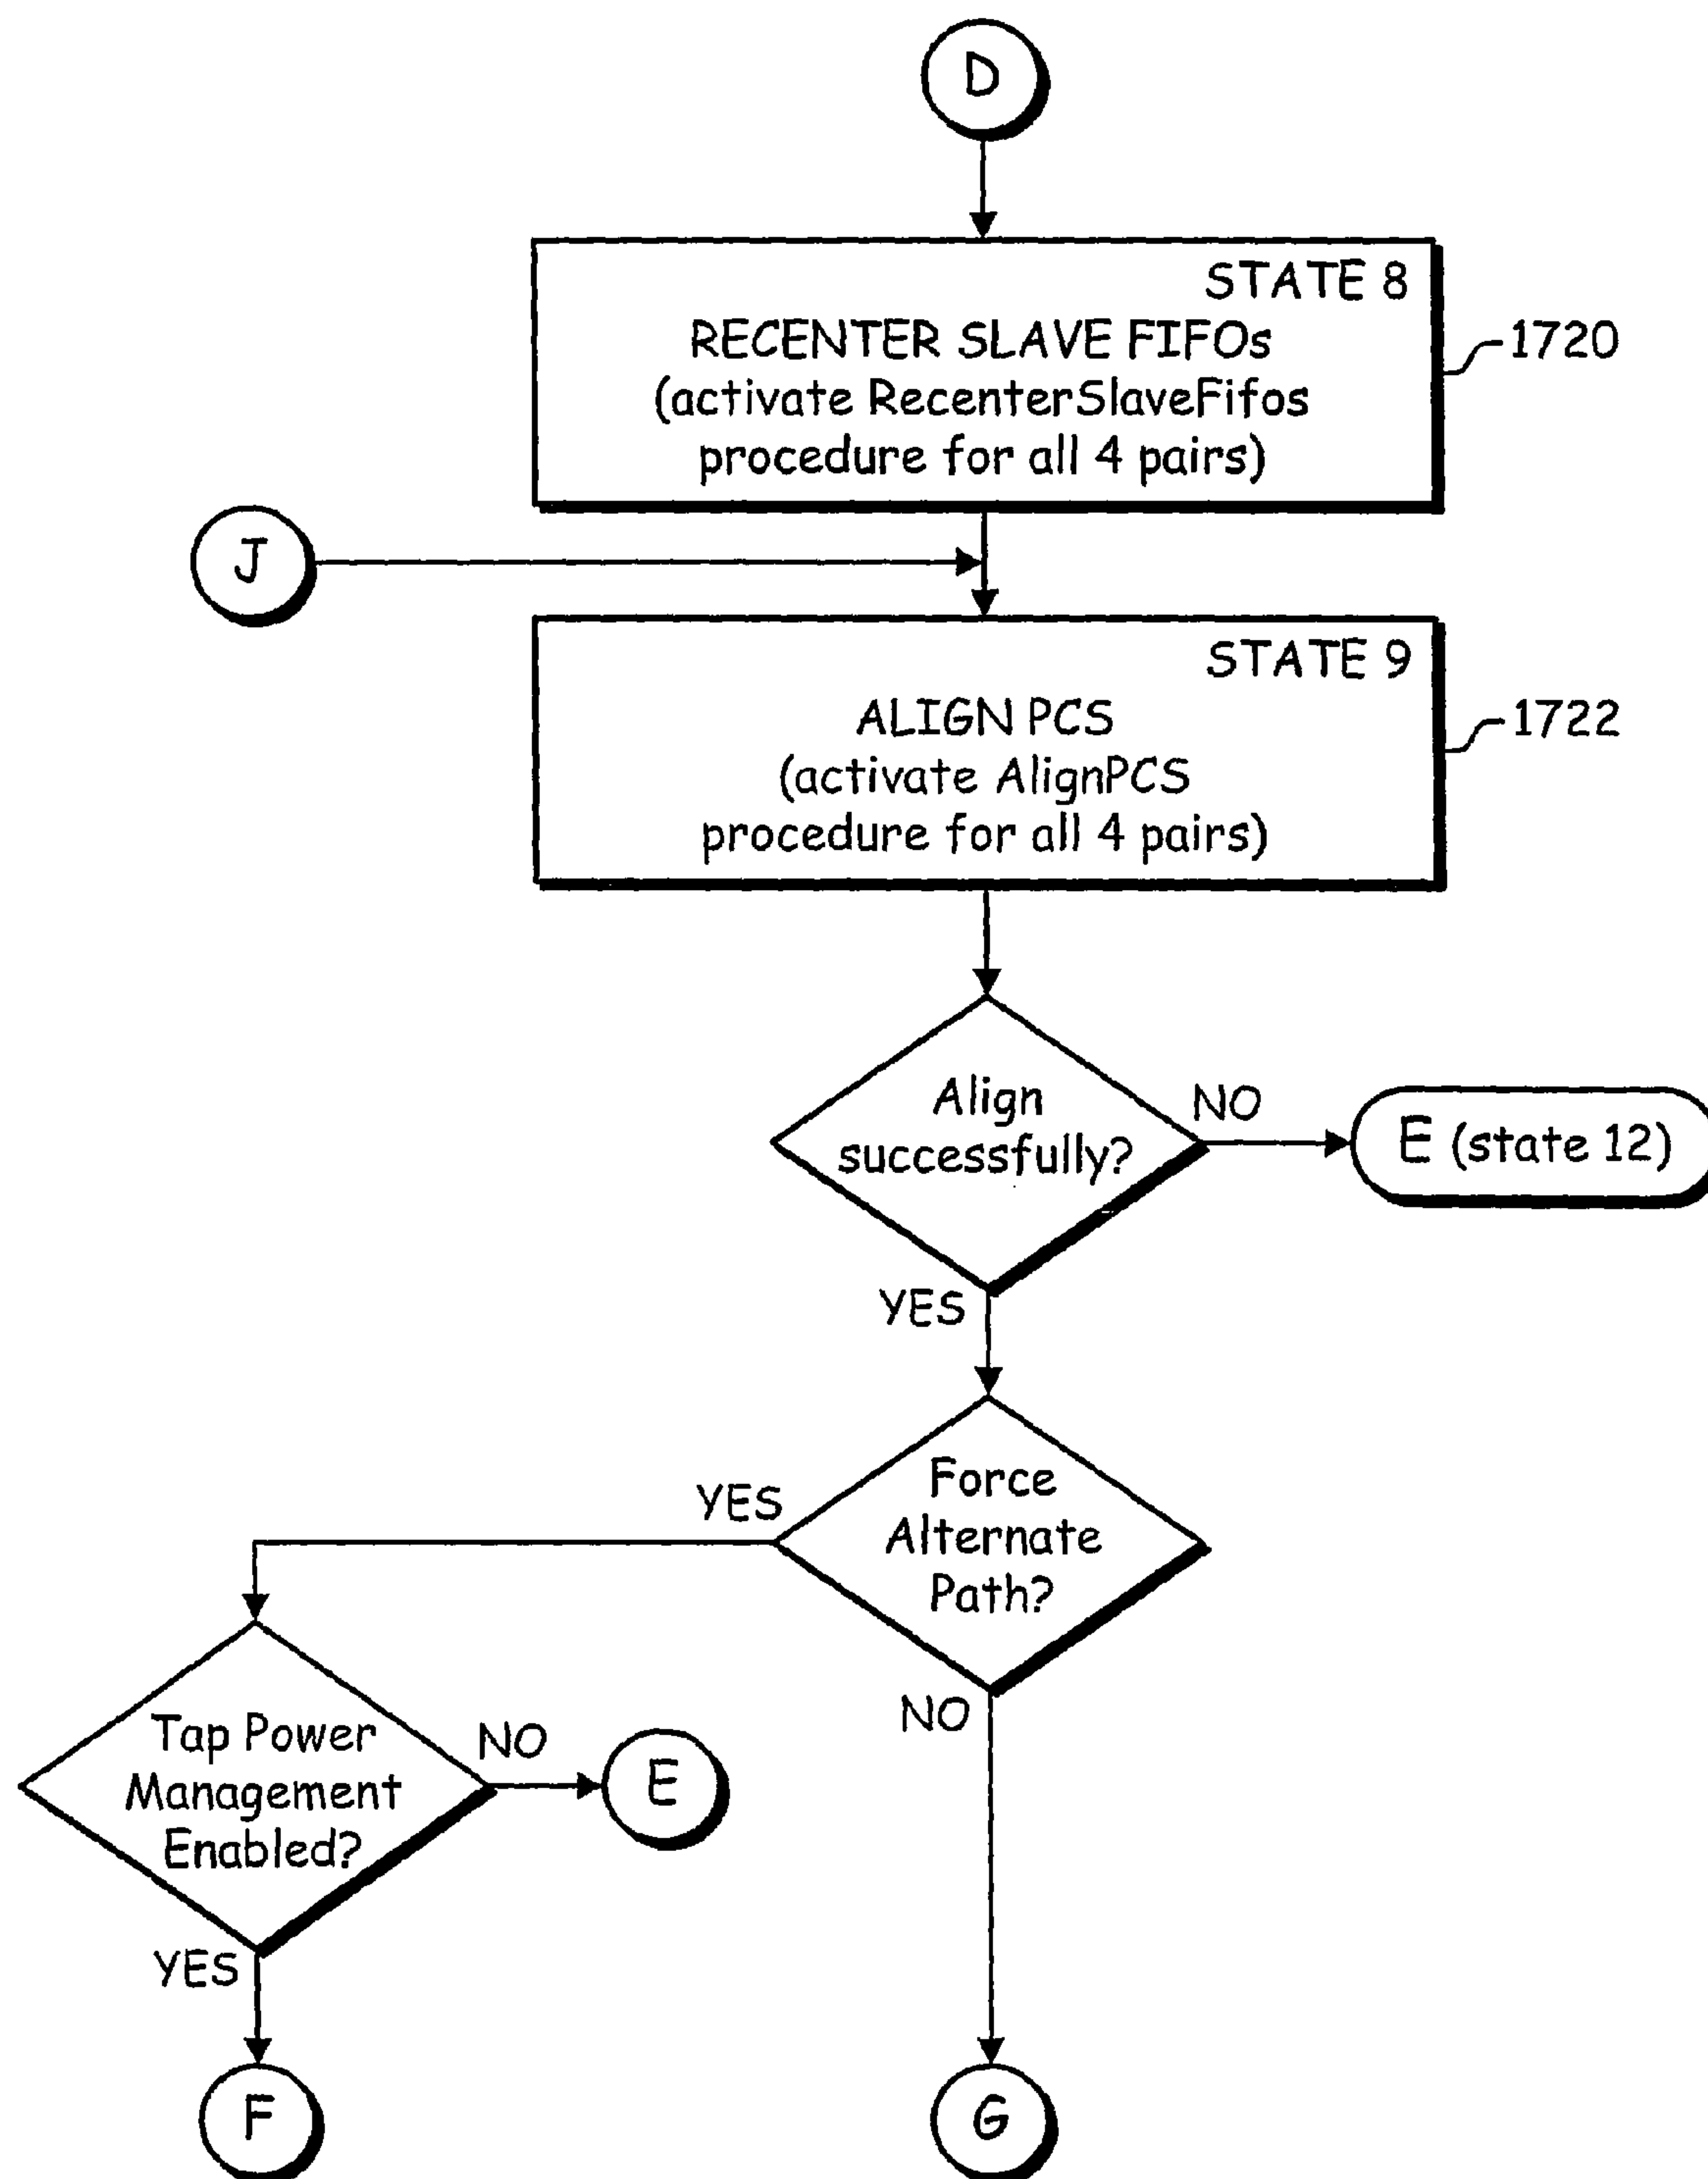 D
STATE 8
RECENTER SLAVE FIFOs
(activate RecenterSlaveFifos
procedure for all 4 pairs)
1720
J
STATE 9
ALIGN PCS
(activate AlignPCS
procedure for all 4 pairs)
1722
Align
successfully?
NO
E (state 12)
YES
Force
Alternate
Path?
YES
NO
Tap Power
Management
Enabled?
NO
E
YES
F
G